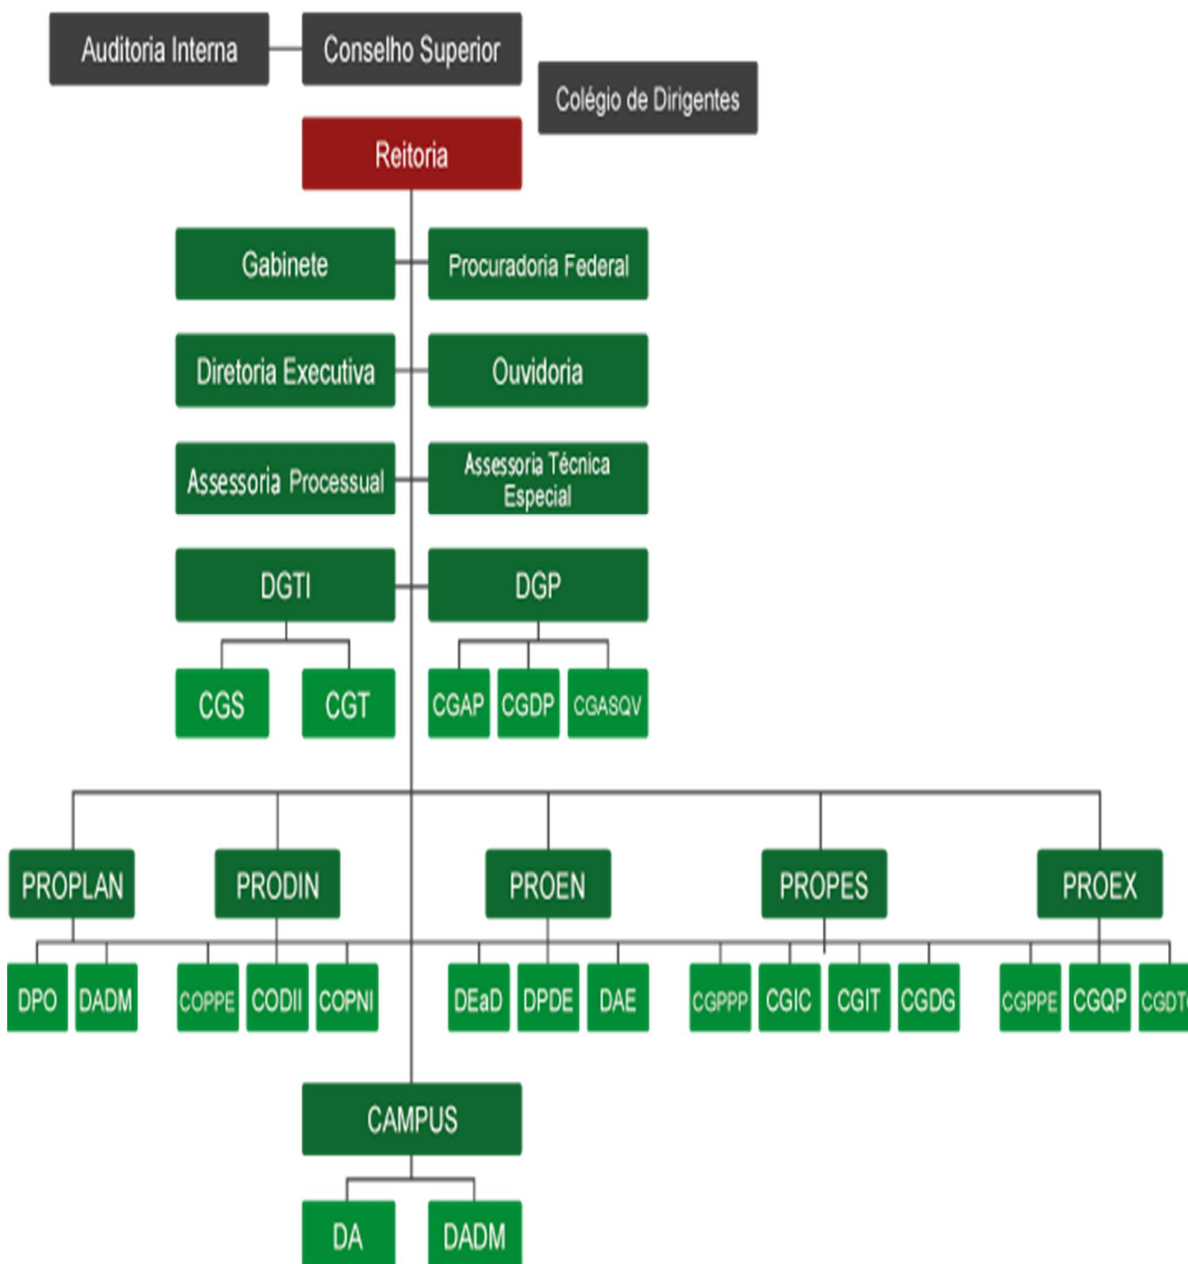 Auditoria Interna
Conselho Superior
Colégio de Dirigentes
Reitoria
Gabinete
Procuradoria Federal
Diretoria Executiva
Ouvidoria
Assessoria Processual
Assessoria Técnica
Especial
DGTI
DGP
CGS
CGT
CGAP
CGDP
CGASQV
PROPLAN
PRODIN
PROEN
PROPES
PROEX
DPO
DADM
COPPE
CODII
COPNI
DEaD
DPDE
DAE
CGPPP
CGIC
CGIT
CGDG
CGPPE
CGQP
CAMPUS
DA
DADM